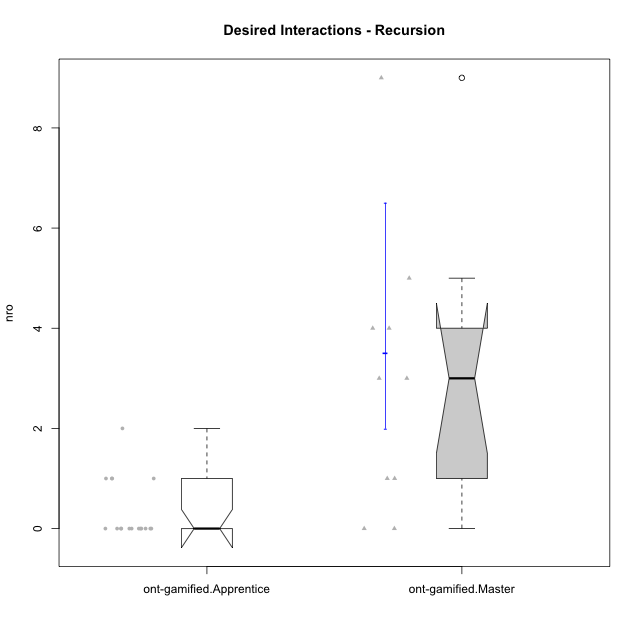 Desired Interactions - Recursion
8
6
4
2
0
nro
ont-gamified.Apprentice
ont-gamified.Master